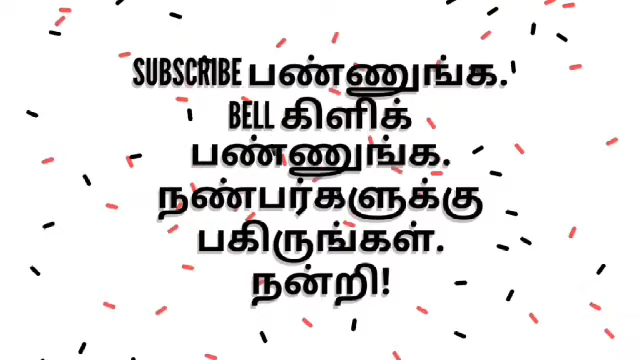 SUBSCRIBE பண்ணுங்க.
BELL கிளிக்
பண்ணுங்க.
நண்பர்களுக்கு
பகிருங்கள்.
நன்றி!